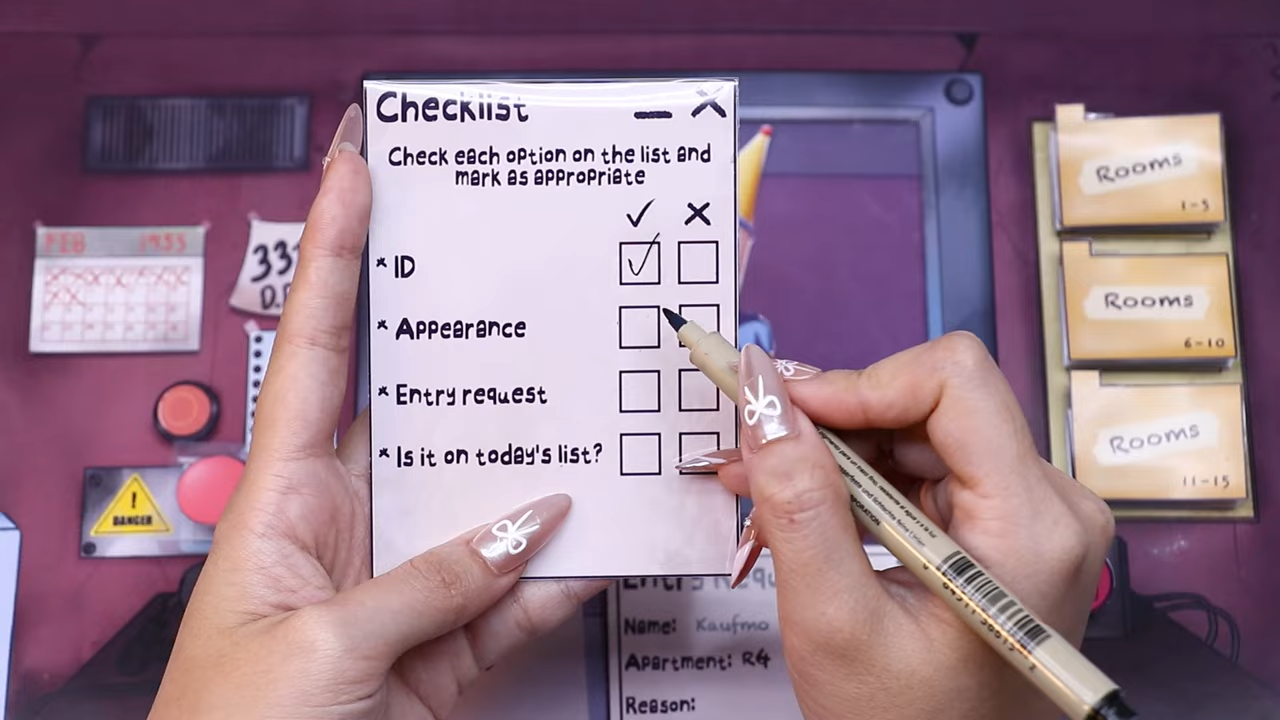 Checklist
Check each option on the list and
mark as appropriate
* ID
* Appearance
* Entry request
* Is it on today's list?
FEB 1955
DANGER
Rooms
1-5
Rooms
6-10
Rooms
11-15
Name: Kaufmo
Apartment: R4
Reason: